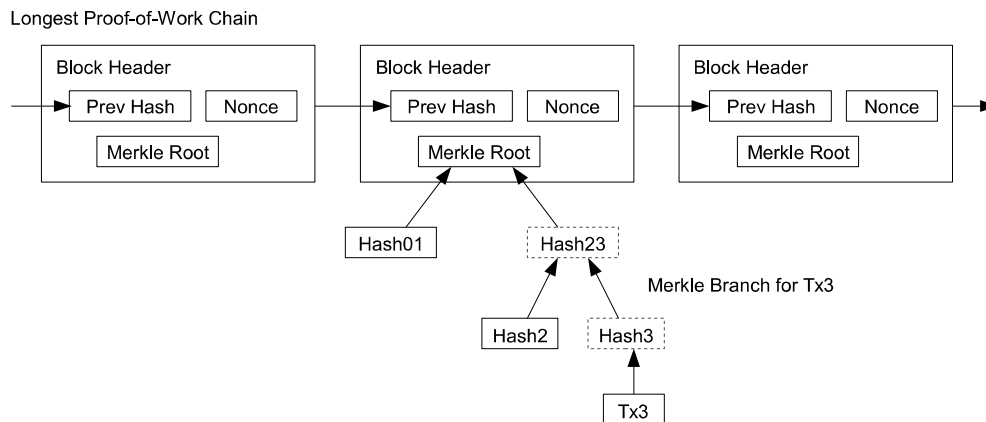 Longest Proof-of-Work Chain
Block Header
Block Header
Block Header
Prev Hash
Nonce
Prev Hash
Nonce
Prev Hash
Nonce
Merkle Root
Merkle Root
Merkle Root
Hash01
Hash23
Merkle Branch for Tx3
Hash2
Hash3
Tx3